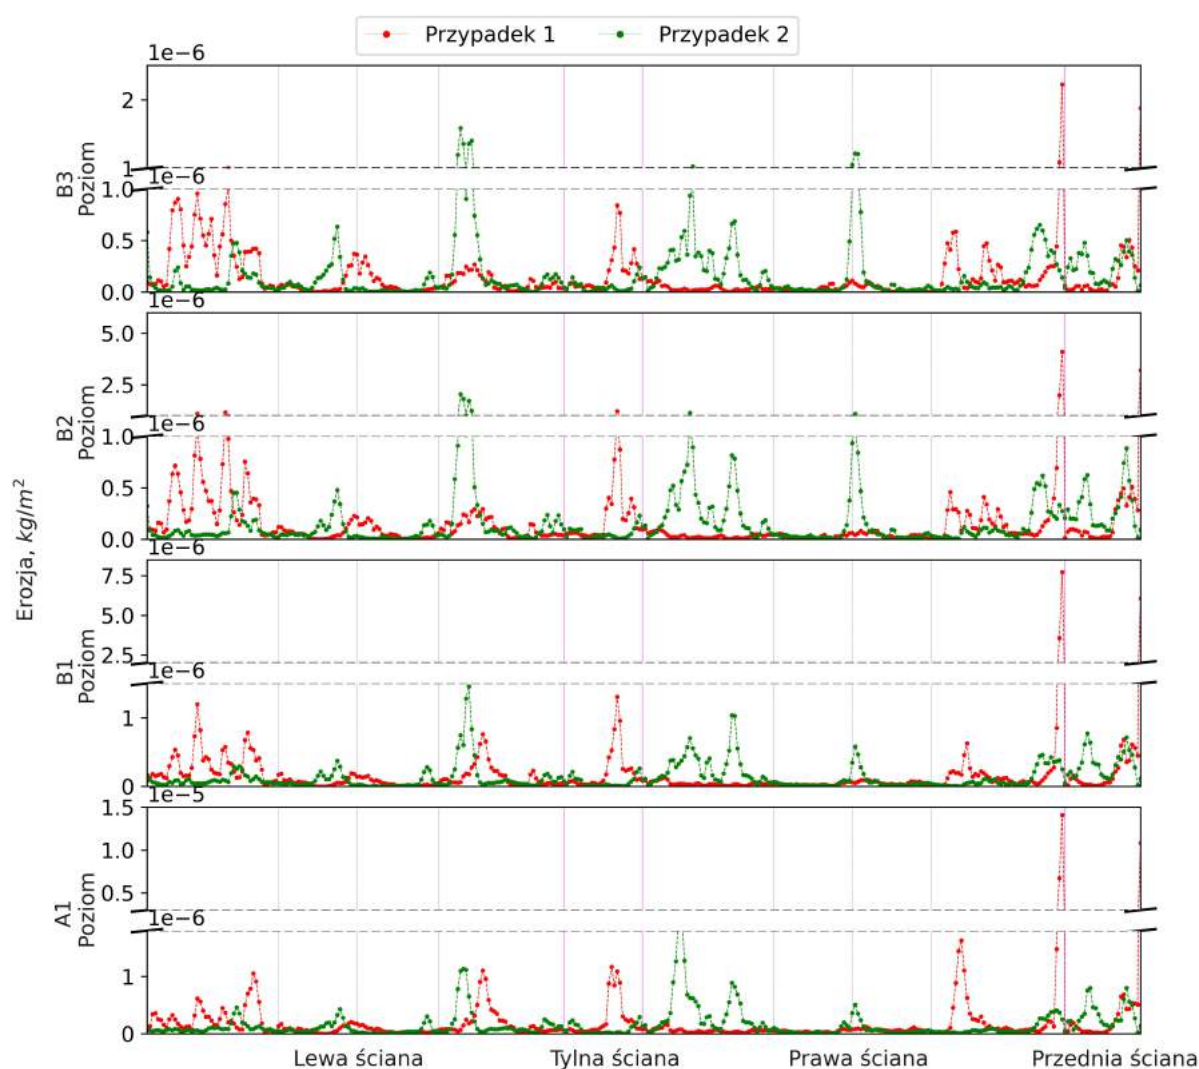 Przypadek 1 Przypadek 2
1e−6
2
1
1e−6
B3
Poziom
1.0
0.5
0.0
1e−6
5.0
2.5
1e−6
B2
Poziom
1.0
0.5
0.0
1e−6
7.5
5.0
2.5
1e−6
B1
Poziom
1
0
1e−5
1.5
1.0
0.5
1e−6
A1
Poziom
1
0
Erozja, kg/m²
Lewa ściana Tylna ściana Prawa ściana Przednia ściana